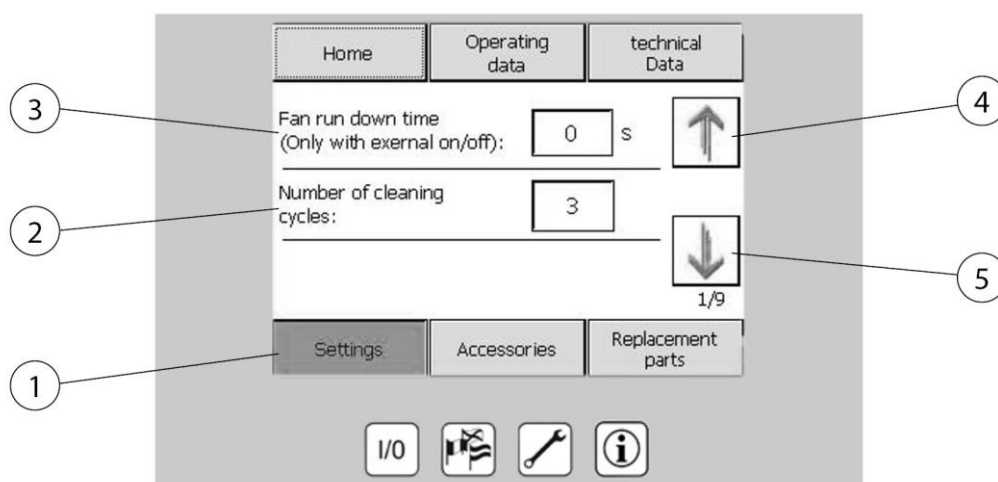 Home
Operating
data
technical
Data
3
Fan run down time
(Only with exernal on/off):
0
s
4
2
Number of cleaning
cycles:
3
5
1/9
1
Settings
Accessories
Replacement
parts
I/0
i